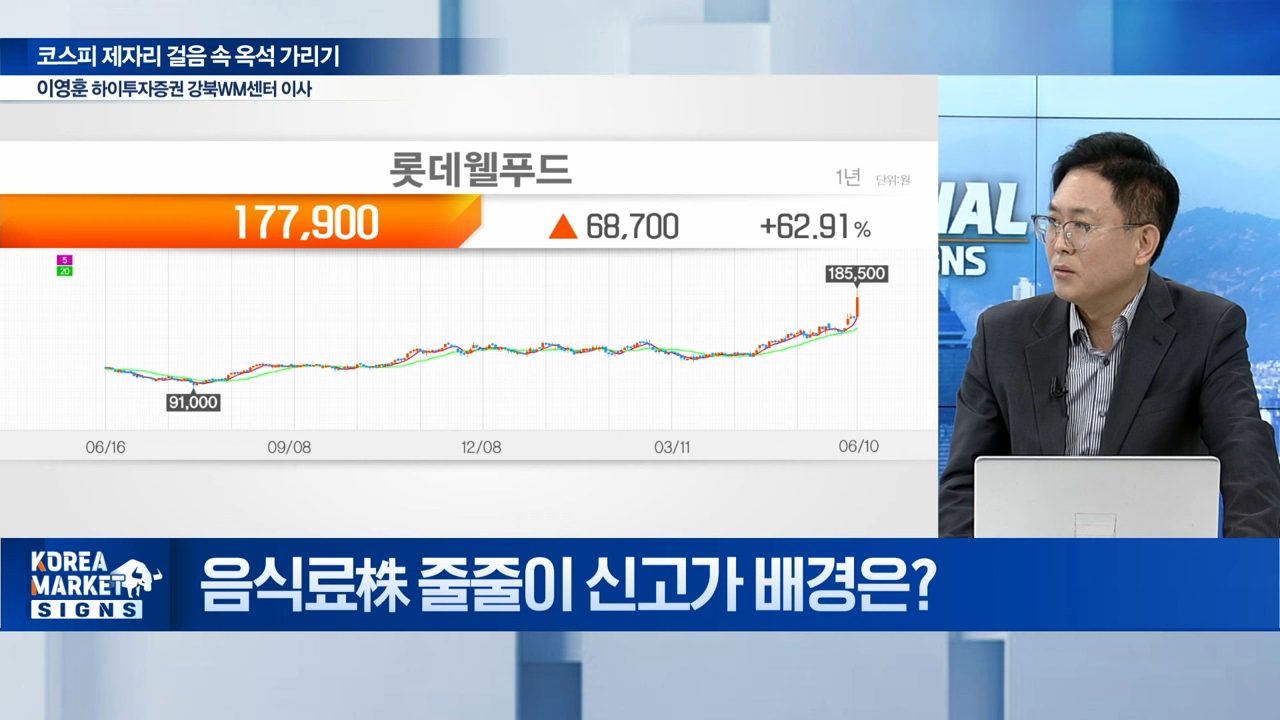 코스피 제자리 걸음 속 옥석 가리기
이영훈 하이투자증권 강북WM센터 이사
롯데웰푸드
1년 단위:원
177,900 ▲ 68,700 +62.91%
5
20
185,500
91,000
06/16 09/08 12/08 03/11 06/10
NAL
GNS
KOREA
MARKET
SIGNS
음식료株 줄줄이 신고가 배경은?